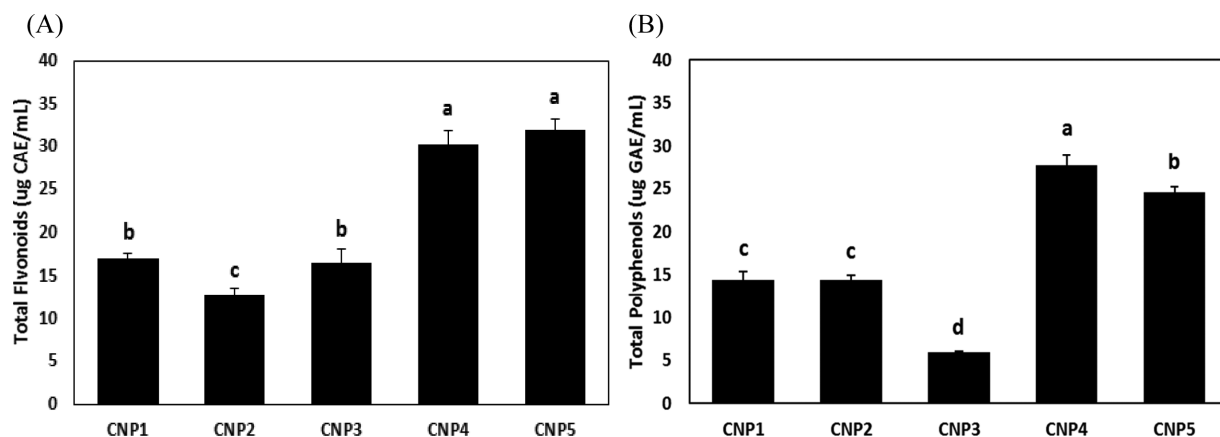 (A)
Total Flvonoids (ug CAE/mL)
40
35
30
25
20
15
10
5
0
b
c
b
a
a
CNP1 CNP2 CNP3 CNP4 CNP5
(B)
Total Polyphenols (ug GAE/mL)
40
35
30
25
20
15
10
5
0
c
c
d
a
b
CNP1 CNP2 CNP3 CNP4 CNP5